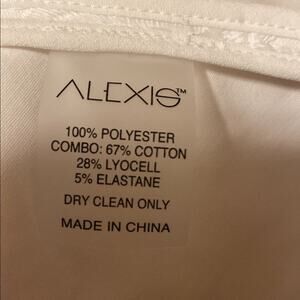 ALEXIS™
100% POLYESTER
COMBO: 67% COTTON
28% LYOCELL
5% ELASTANE
DRY CLEAN ONLY
MADE IN CHINA